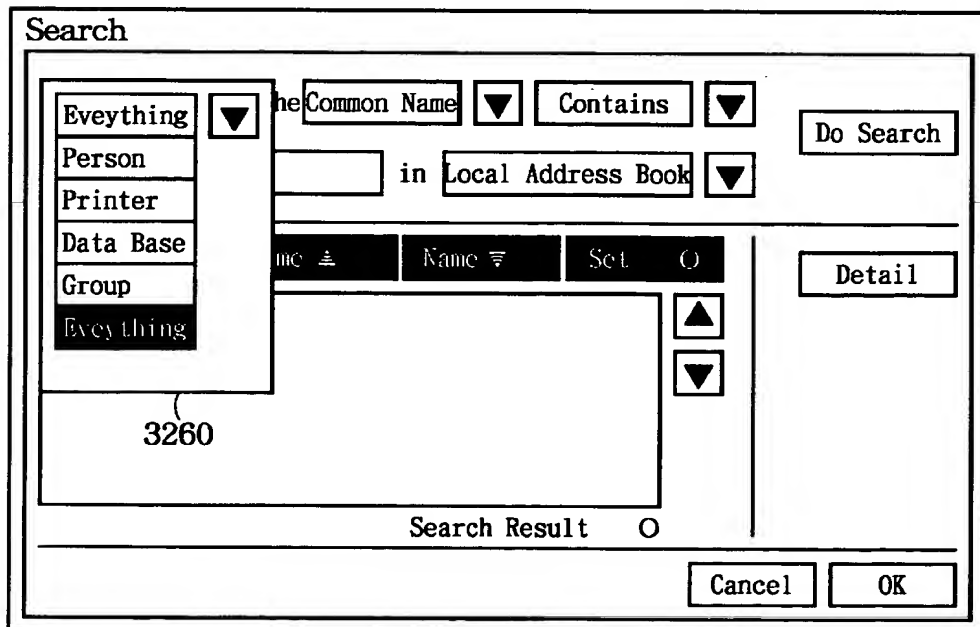 Search
Eveything he Common Name Contains
Do Search
Person
in Local Address Book
Printer
Data Base
me Name Set O
Detail
Group
Eveything
3260
Search Result O
Cancel OK